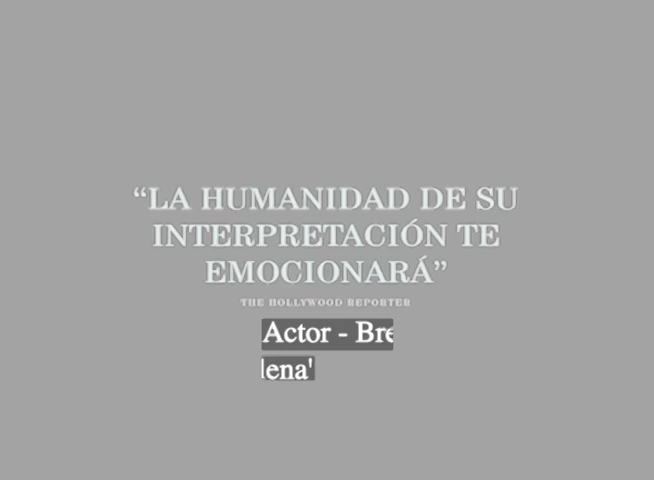 “LA HUMANIDAD DE SU
INTERPRETACIÓN TE
EMOCIONARÁ”
THE HOLLYWOOD REPORTER
Actor - Bre
lena'